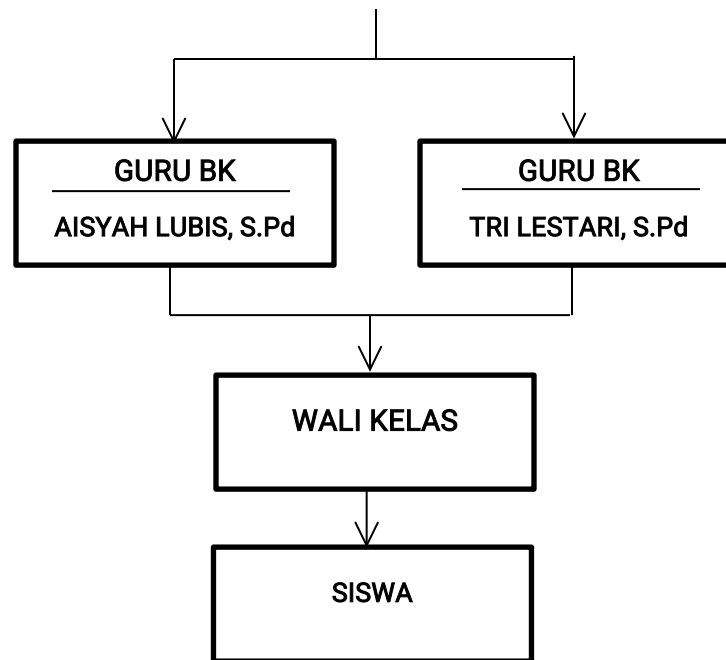 GURU BK
AISYAH LUBIS, S.Pd
GURU BK
TRI LESTARI, S.Pd
WALI KELAS
SISWA